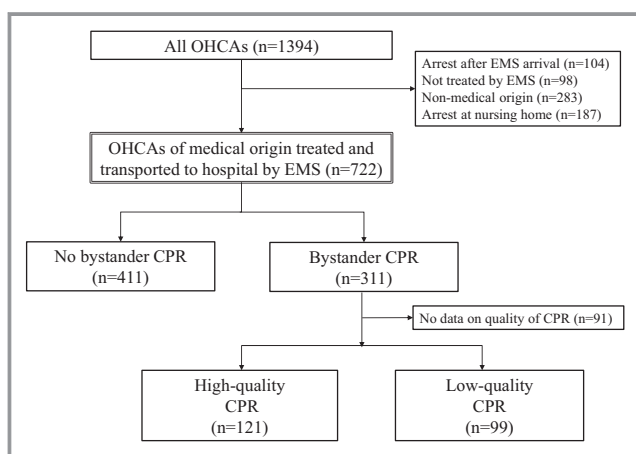 All OHCAs (n=1394)
Arrest after EMS arrival (n=104)
Not treated by EMS (n=98)
Non-medical origin (n=283)
Arrest at nursing home (n=187)
OHCAs of medical origin treated and
transported to hospital by EMS (n=722)
No bystander CPR
(n=411)
Bystander CPR
(n=311)
No data on quality of CPR (n=91)
High-quality
CPR
(n=121)
Low-quality
CPR
(n=99)